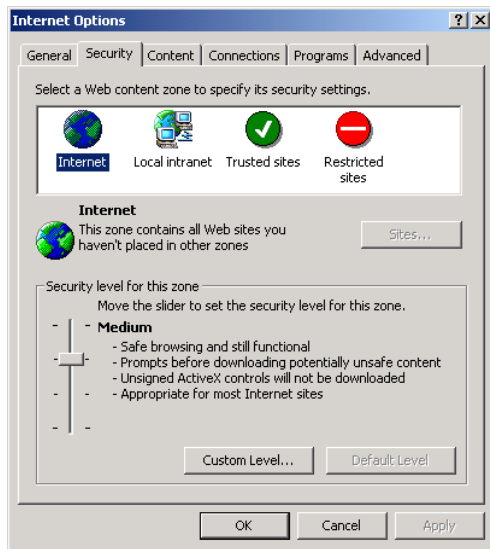 Internet Options
General Security Content Connections Programs Advanced
Select a Web content zone to specify its security settings.
Internet Local intranet Trusted sites Restricted
sites
Internet
This zone contains all Web sites you
haven't placed in other zones
Sites...
Security level for this zone
Move the slider to set the security level for this zone.
Medium
- Safe browsing and still functional
- Prompts before downloading potentially unsafe content
- Unsigned ActiveX controls will not be downloaded
- Appropriate for most Internet sites
Custom Level... Default Level
OK Cancel Apply